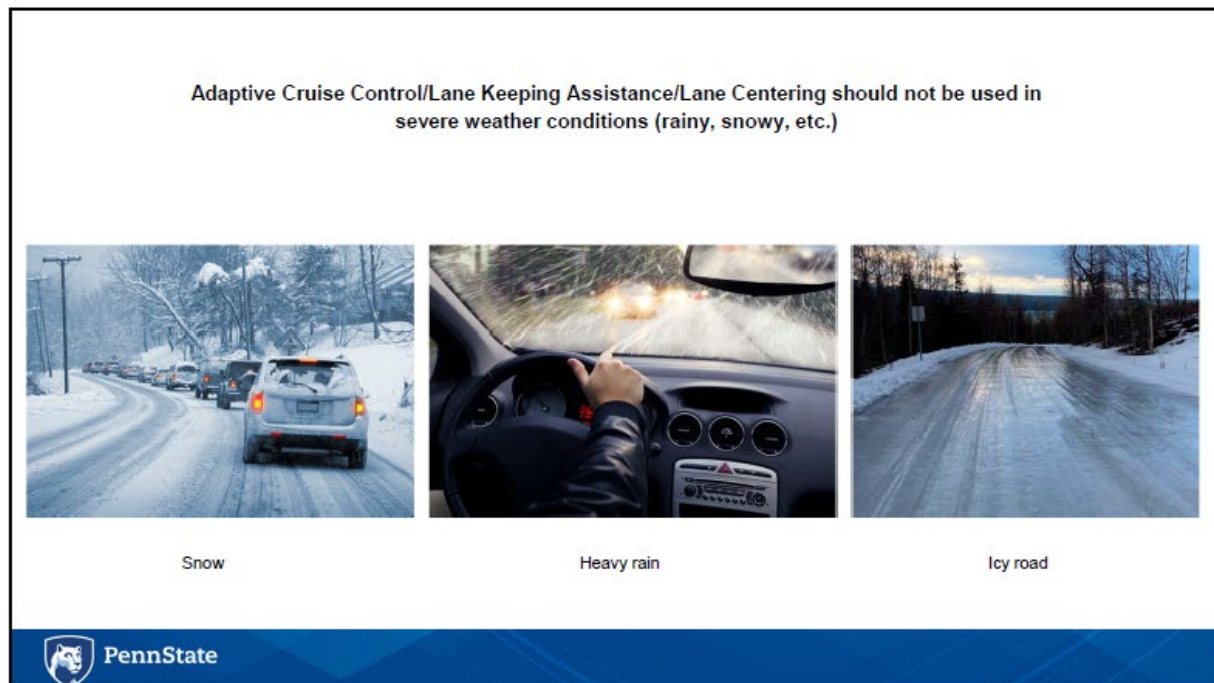 Adaptive Cruise Control/Lane Keeping Assistance/Lane Centering should not be used in
severe weather conditions (rainy, snowy, etc.)
Snow
Heavy rain
Icy road
PennState